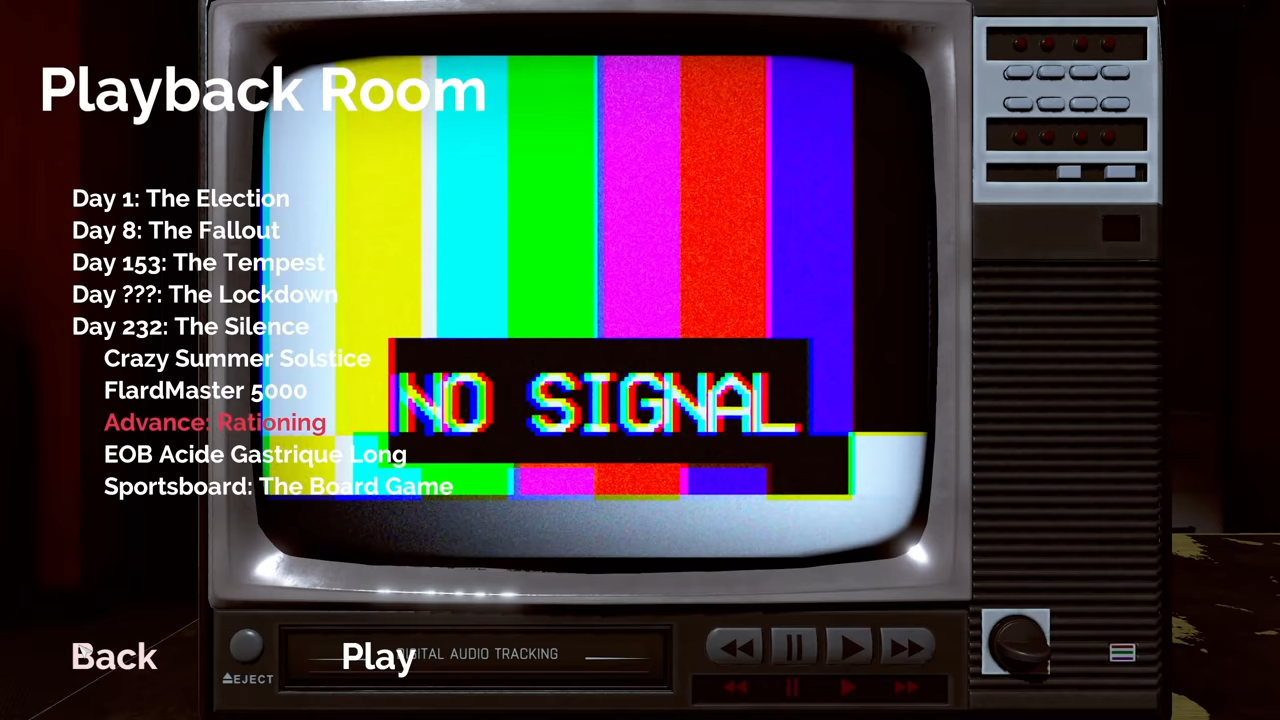 Playback Room
Day 1: The Election
Day 8: The Fallout
Day 153: The Tempest
Day ???: The Lockdown
Day 232: The Silence
Crazy Summer Solstice
FlardMaster 5000
Advance: Rationing
EOB Acide Gastrique Long
Sportsboard: The Board Game
NO SIGNAL
Back
Play
DIGITAL AUDIO TRACKING
EJECT